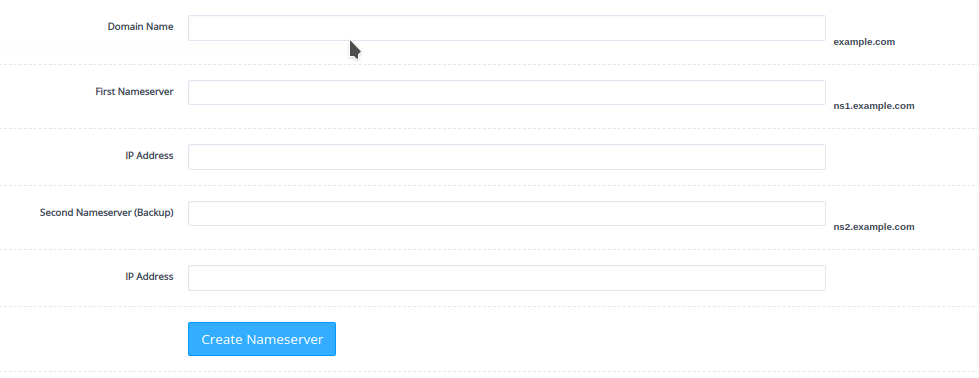 Domain Name
example.com
First Nameserver
ns1.example.com
IP Address
Second Nameserver (Backup)
ns2.example.com
IP Address
Create Nameserver